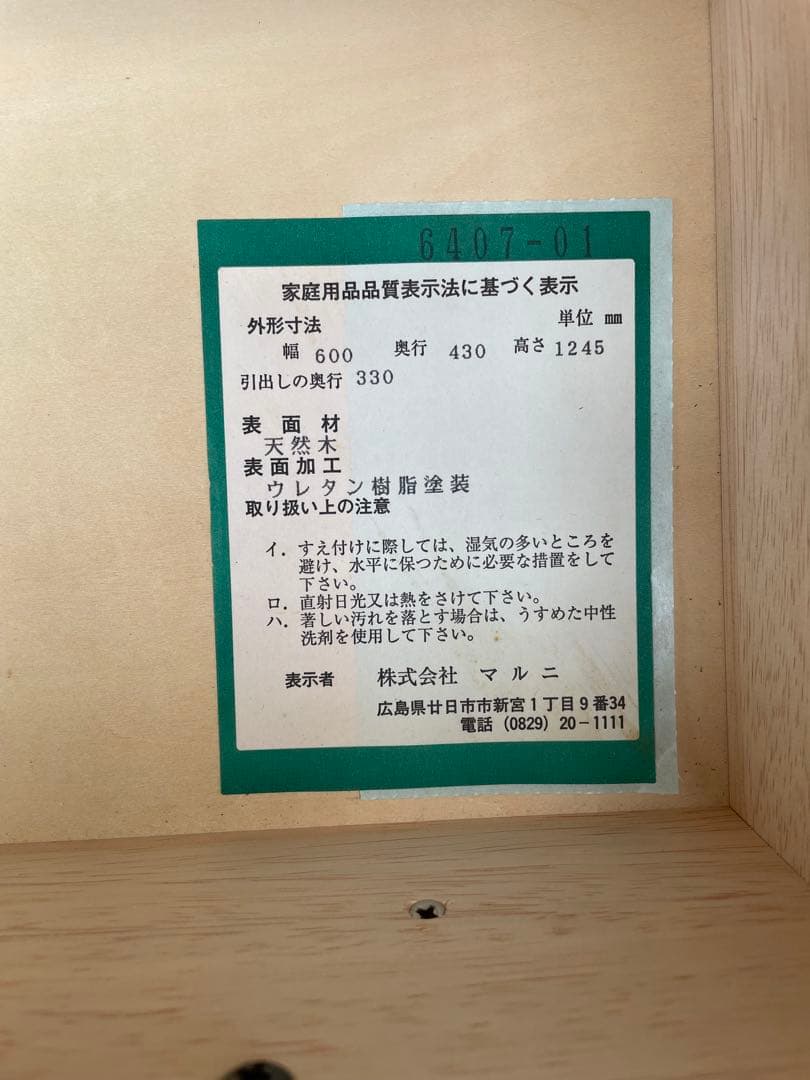 6407-01
家庭用品品質表示法に基づく表示
外形寸法 単位 mm
幅 600 奥行 430 高さ 1245
引出しの奥行 330
表面材
天然木
表面加工
ウレタン樹脂塗装
取り扱い上の注意
イ．すえ付けに際しては、湿気の多いところを
避け、水平に保つために必要な措置をして
下さい。
ロ．直射日光又は熱をさけて下さい。
ハ．著しい汚れを落とす場合は、うすめた中性
洗剤を使用して下さい。
表示者 株式会社 マルニ
広島県廿日市市新宮1丁目9番34
電話 (0829) 20-1111